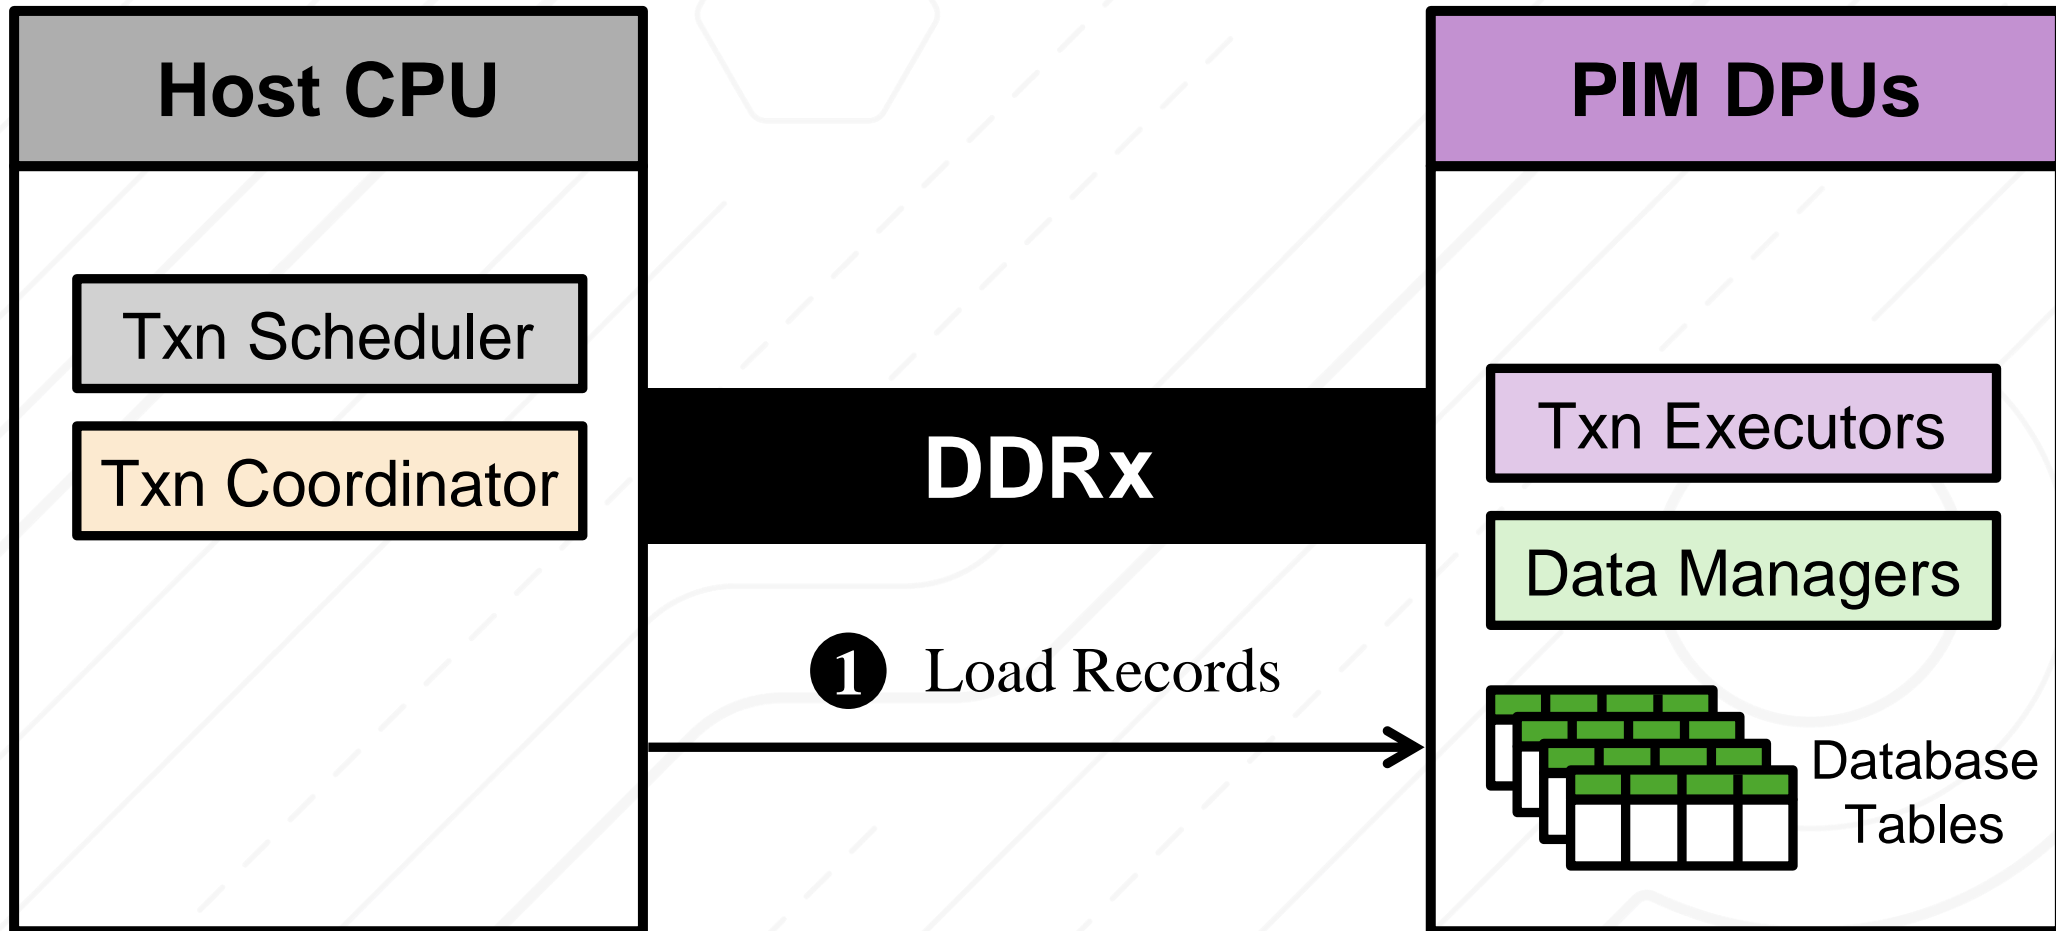 Host CPU
Txn Scheduler
Txn Coordinator
DDRx
1 Load Records
PIM DPUs
Txn Executors
Data Managers
Database
Tables